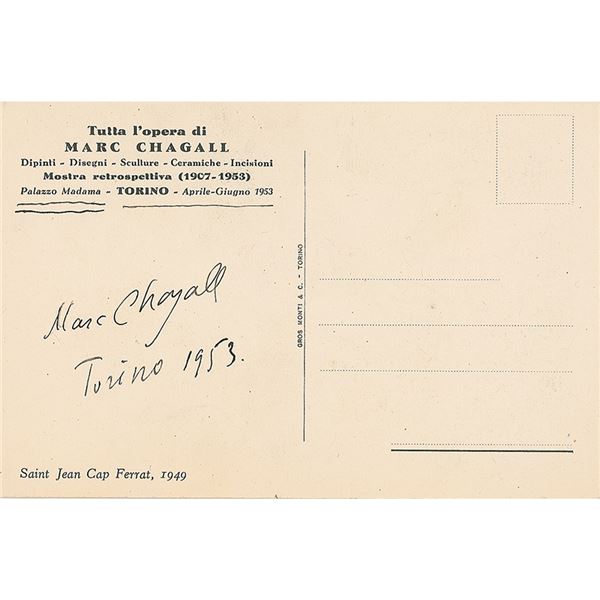 Tutta l'opera di
MARC CHAGALL
Dipinti - Disegni - Sculture - Ceramiche - Incisioni
Mostra retrospettiva (1907-1953)
Palazzo Madama - TORINO - Aprile-Giugno 1953
Marc Chagall
Torino 1953.
Saint Jean Cap Ferrat, 1949
GROS MONTI & C. - TORINO